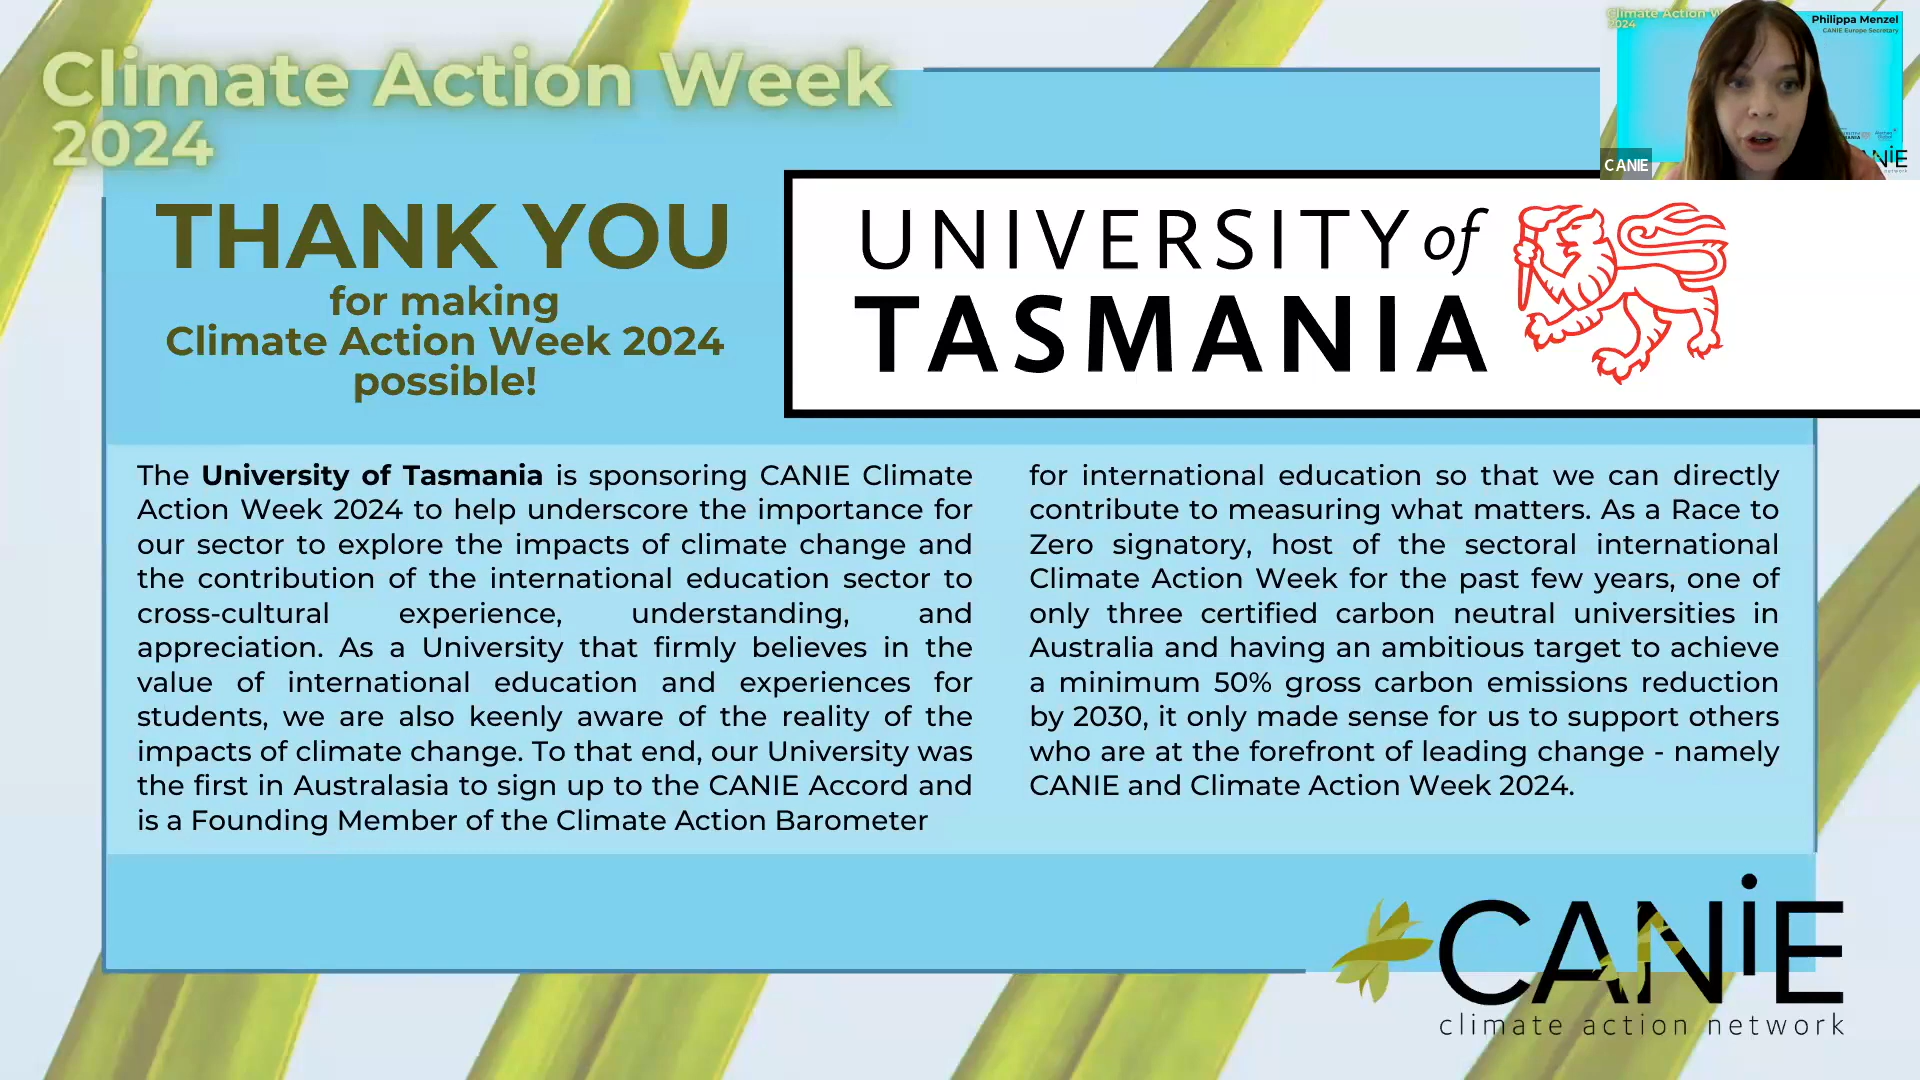 Climate Action Week
2024
THANK YOU
for making
Climate Action Week 2024
possible!
UNIVERSITY of
TASMANIA
The University of Tasmania is sponsoring CANIE Climate
Action Week 2024 to help underscore the importance for
our sector to explore the impacts of climate change and
the contribution of the international education sector to
cross-cultural experience, understanding, and
appreciation. As a University that firmly believes in the
value of international education and experiences for
students, we are also keenly aware of the reality of the
impacts of climate change. To that end, our University was
the first in Australasia to sign up to the CANIE Accord and
is a Founding Member of the Climate Action Barometer
for international education so that we can directly
contribute to measuring what matters. As a Race to
Zero signatory, host of the sectoral international
Climate Action Week for the past few years, one of
only three certified carbon neutral universities in
Australia and having an ambitious target to achieve
a minimum 50% gross carbon emissions reduction
by 2030, it only made sense for us to support others
who are at the forefront of leading change - namely
CANIE and Climate Action Week 2024.
CANiE
climate action network
Climate Action
2024
Philippa Menzel
CANIE Europe Secretary
CANIE